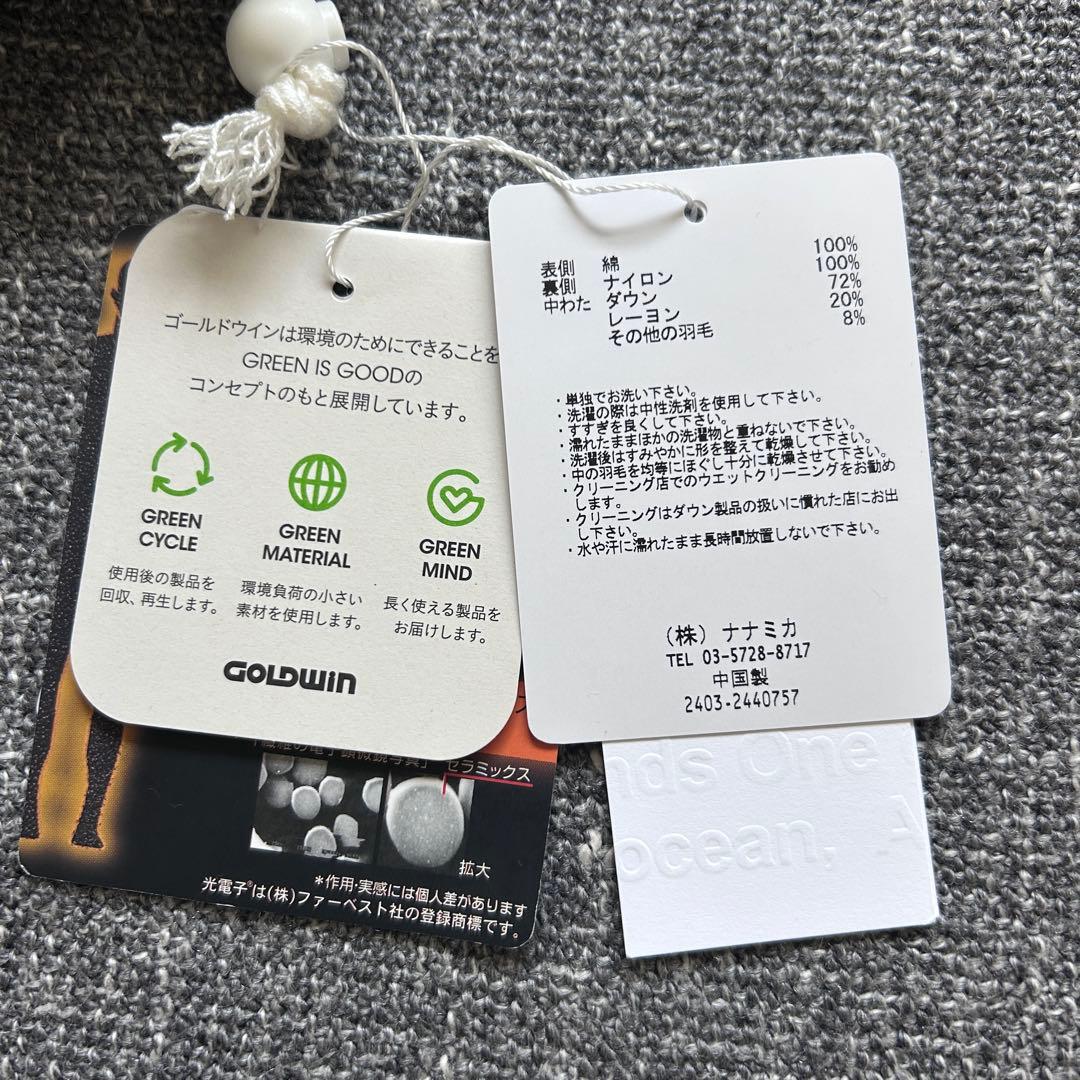 ゴールドウインは環境のためにできることを
GREEN IS GOODの
コンセプトのもと展開しています。
GREEN
CYCLE
使用後の製品を
回収、再生します。
GREEN
MATERIAL
環境負荷の小さい
素材を使用します。
GREEN
MIND
長く使える製品を
お届けします。
GOLDWIN
表側 綿 100%
裏側 ナイロン 100%
中わた ダウン 72%
レーヨン 20%
その他の羽毛 8%
・単独でお洗い下さい。
・洗濯の際は中性洗剤を使用して下さい。
・すすぎを良くして下さい。
・濡れたままほかの洗濯物と重ねないで下さい。
・洗濯後はすみやかに形を整えて乾燥して下さい。
・中の羽毛を均等にほぐし十分に乾燥させて下さい。
・クリーニング店でのウエットクリーニングをお勧め
します。
・クリーニングはダウン製品の扱いに慣れた店にお出
し下さい。
・水や汗に濡れたまま長時間放置しないで下さい。
(株) ナナミカ
TEL 03-5728-8717
中国製
2403-2440757
繊維の電子顕微鏡写真
セラミックス
拡大
*作用・実感には個人差があります
光電子®は(株)ファーベスト社の登録商標です。
nds One
ocean, A